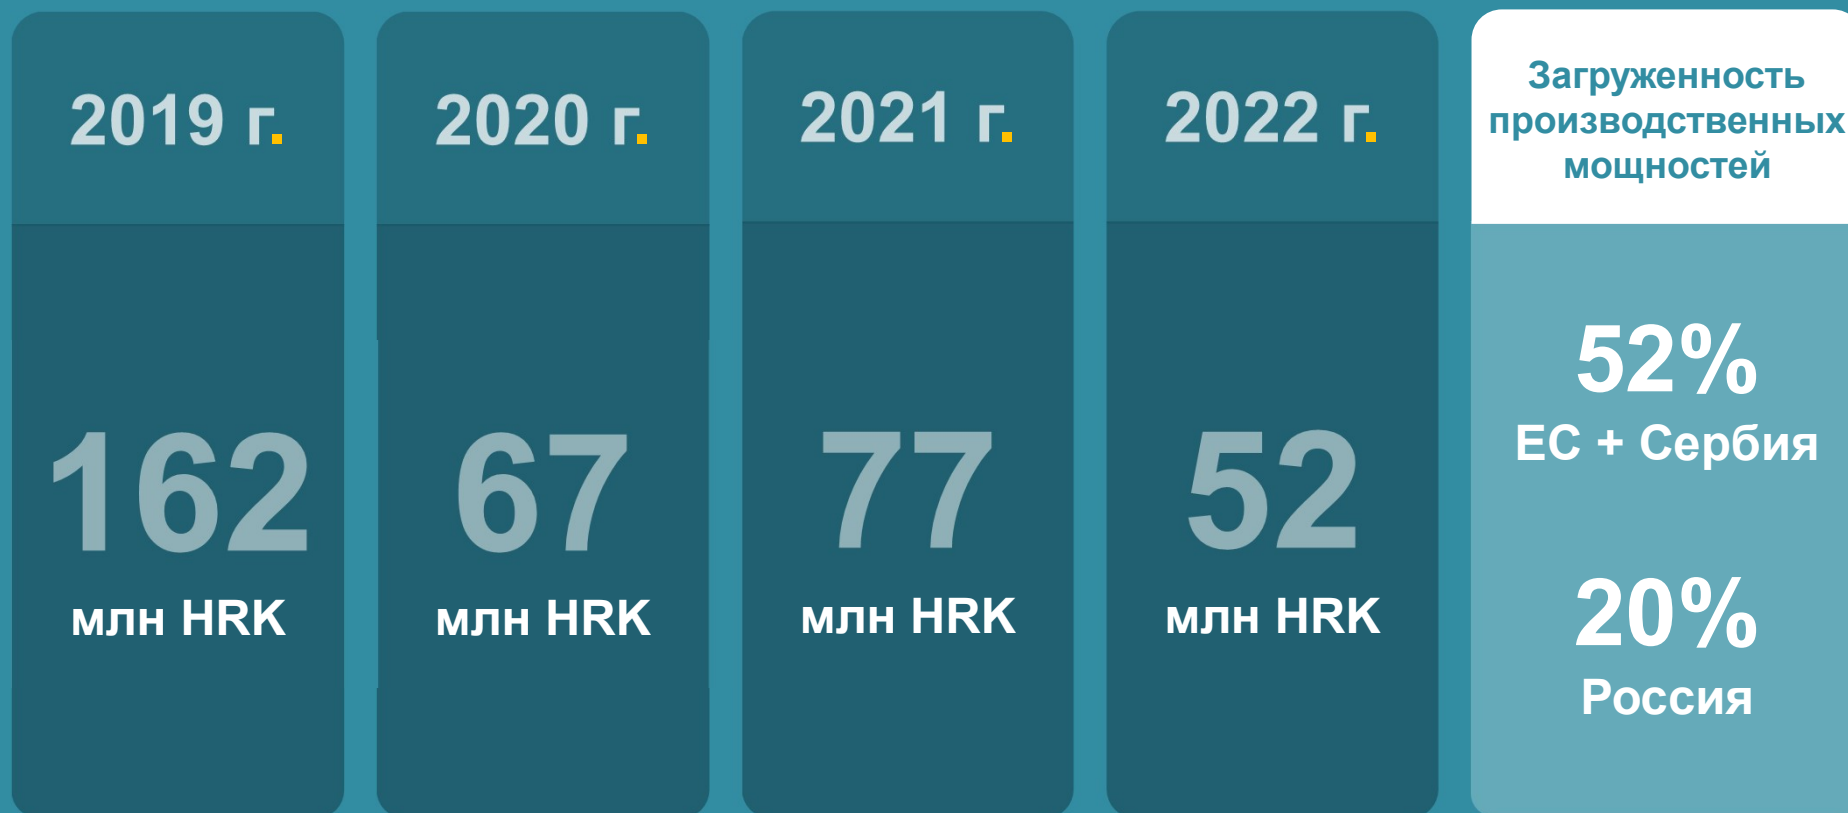 2019 г.
162
млн HRK
2020 г.
67
млн HRK
2021 г.
77
млн HRK
2022 г.
52
млн HRK
Загруженность
производственных
мощностей
52%
ЕС + Сербия
20%
Россия